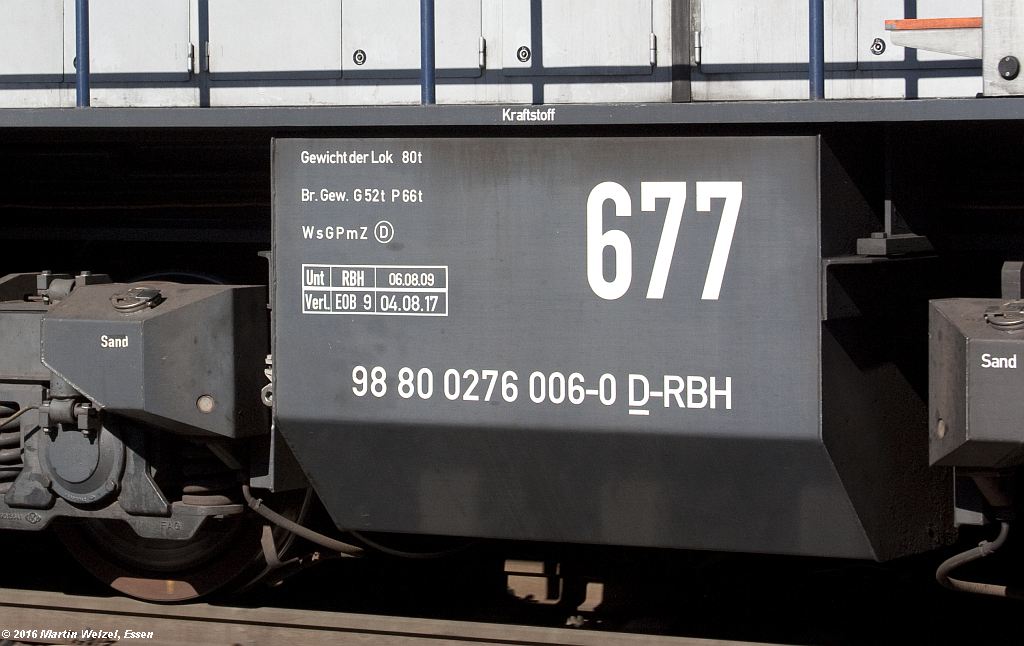 Kraftstoff
Gewicht der Lok 80t
Br. Gew. G 52t P 66t
W s G P m Z D
677
Unt RBH 06.08.09
Verl. EOB 9 04.08.17
Sand
Sand
98 80 0276 006-0 D-RBH
FAG
© 2016 Martin Welzel, Essen